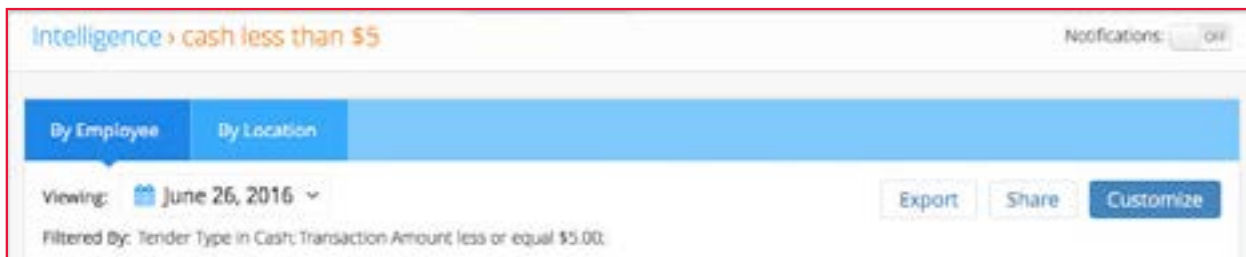 Intelligence › cash less than $5 Notifications: OFF
By Employee By Location
Viewing: June 26, 2016 Export Share Customize
Filtered By: Tender Type in Cash; Transaction Amount less or equal $5.00;